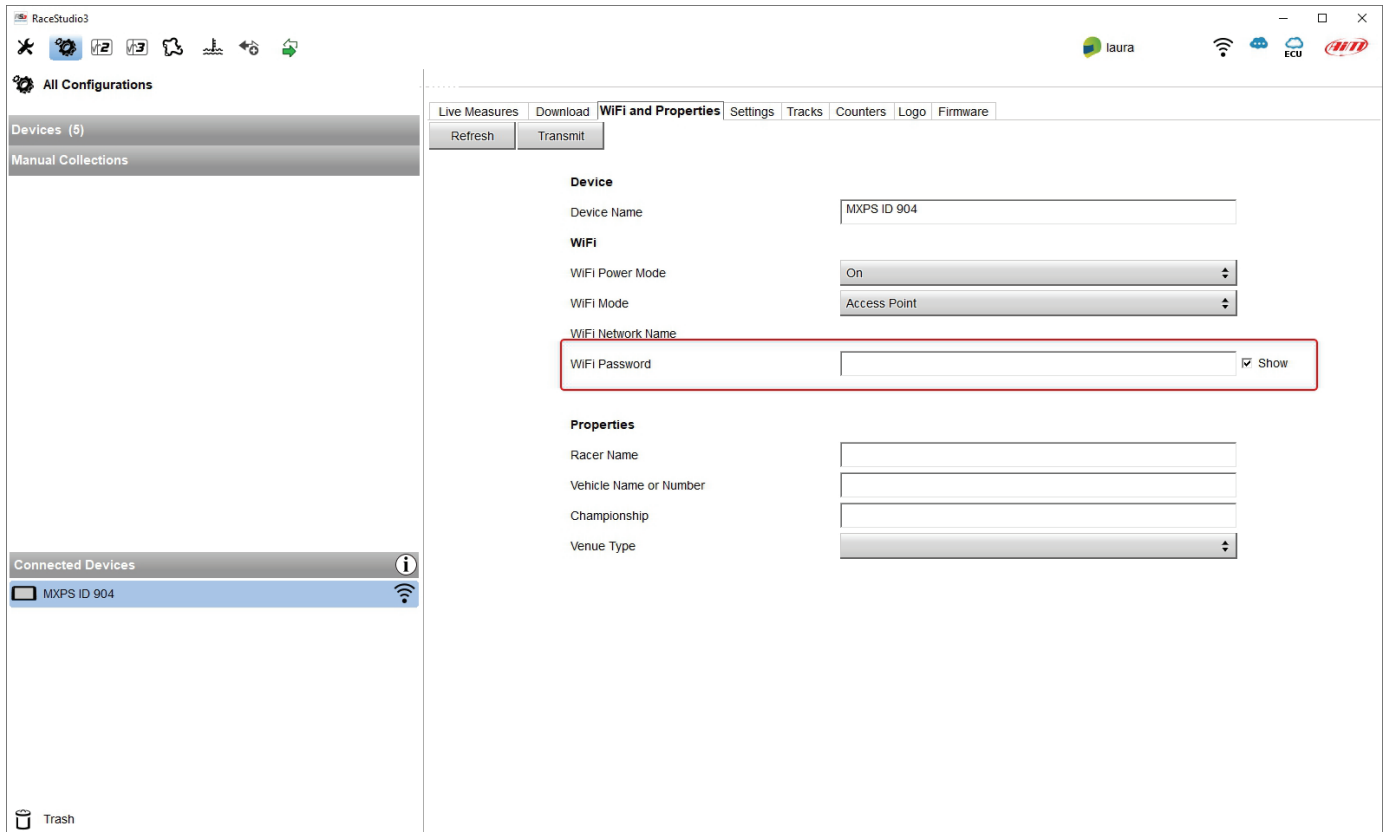 RaceStudio3
laura
ECU
AiM
All Configurations
Devices (5)
Manual Collections
Connected Devices
MXPS ID 904
Trash
Live Measures Download WiFi and Properties Settings Tracks Counters Logo Firmware
Refresh Transmit
Device
Device Name MXPS ID 904
WiFi
WiFi Power Mode On
WiFi Mode Access Point
WiFi Network Name
WiFi Password Show
Properties
Racer Name
Vehicle Name or Number
Championship
Venue Type